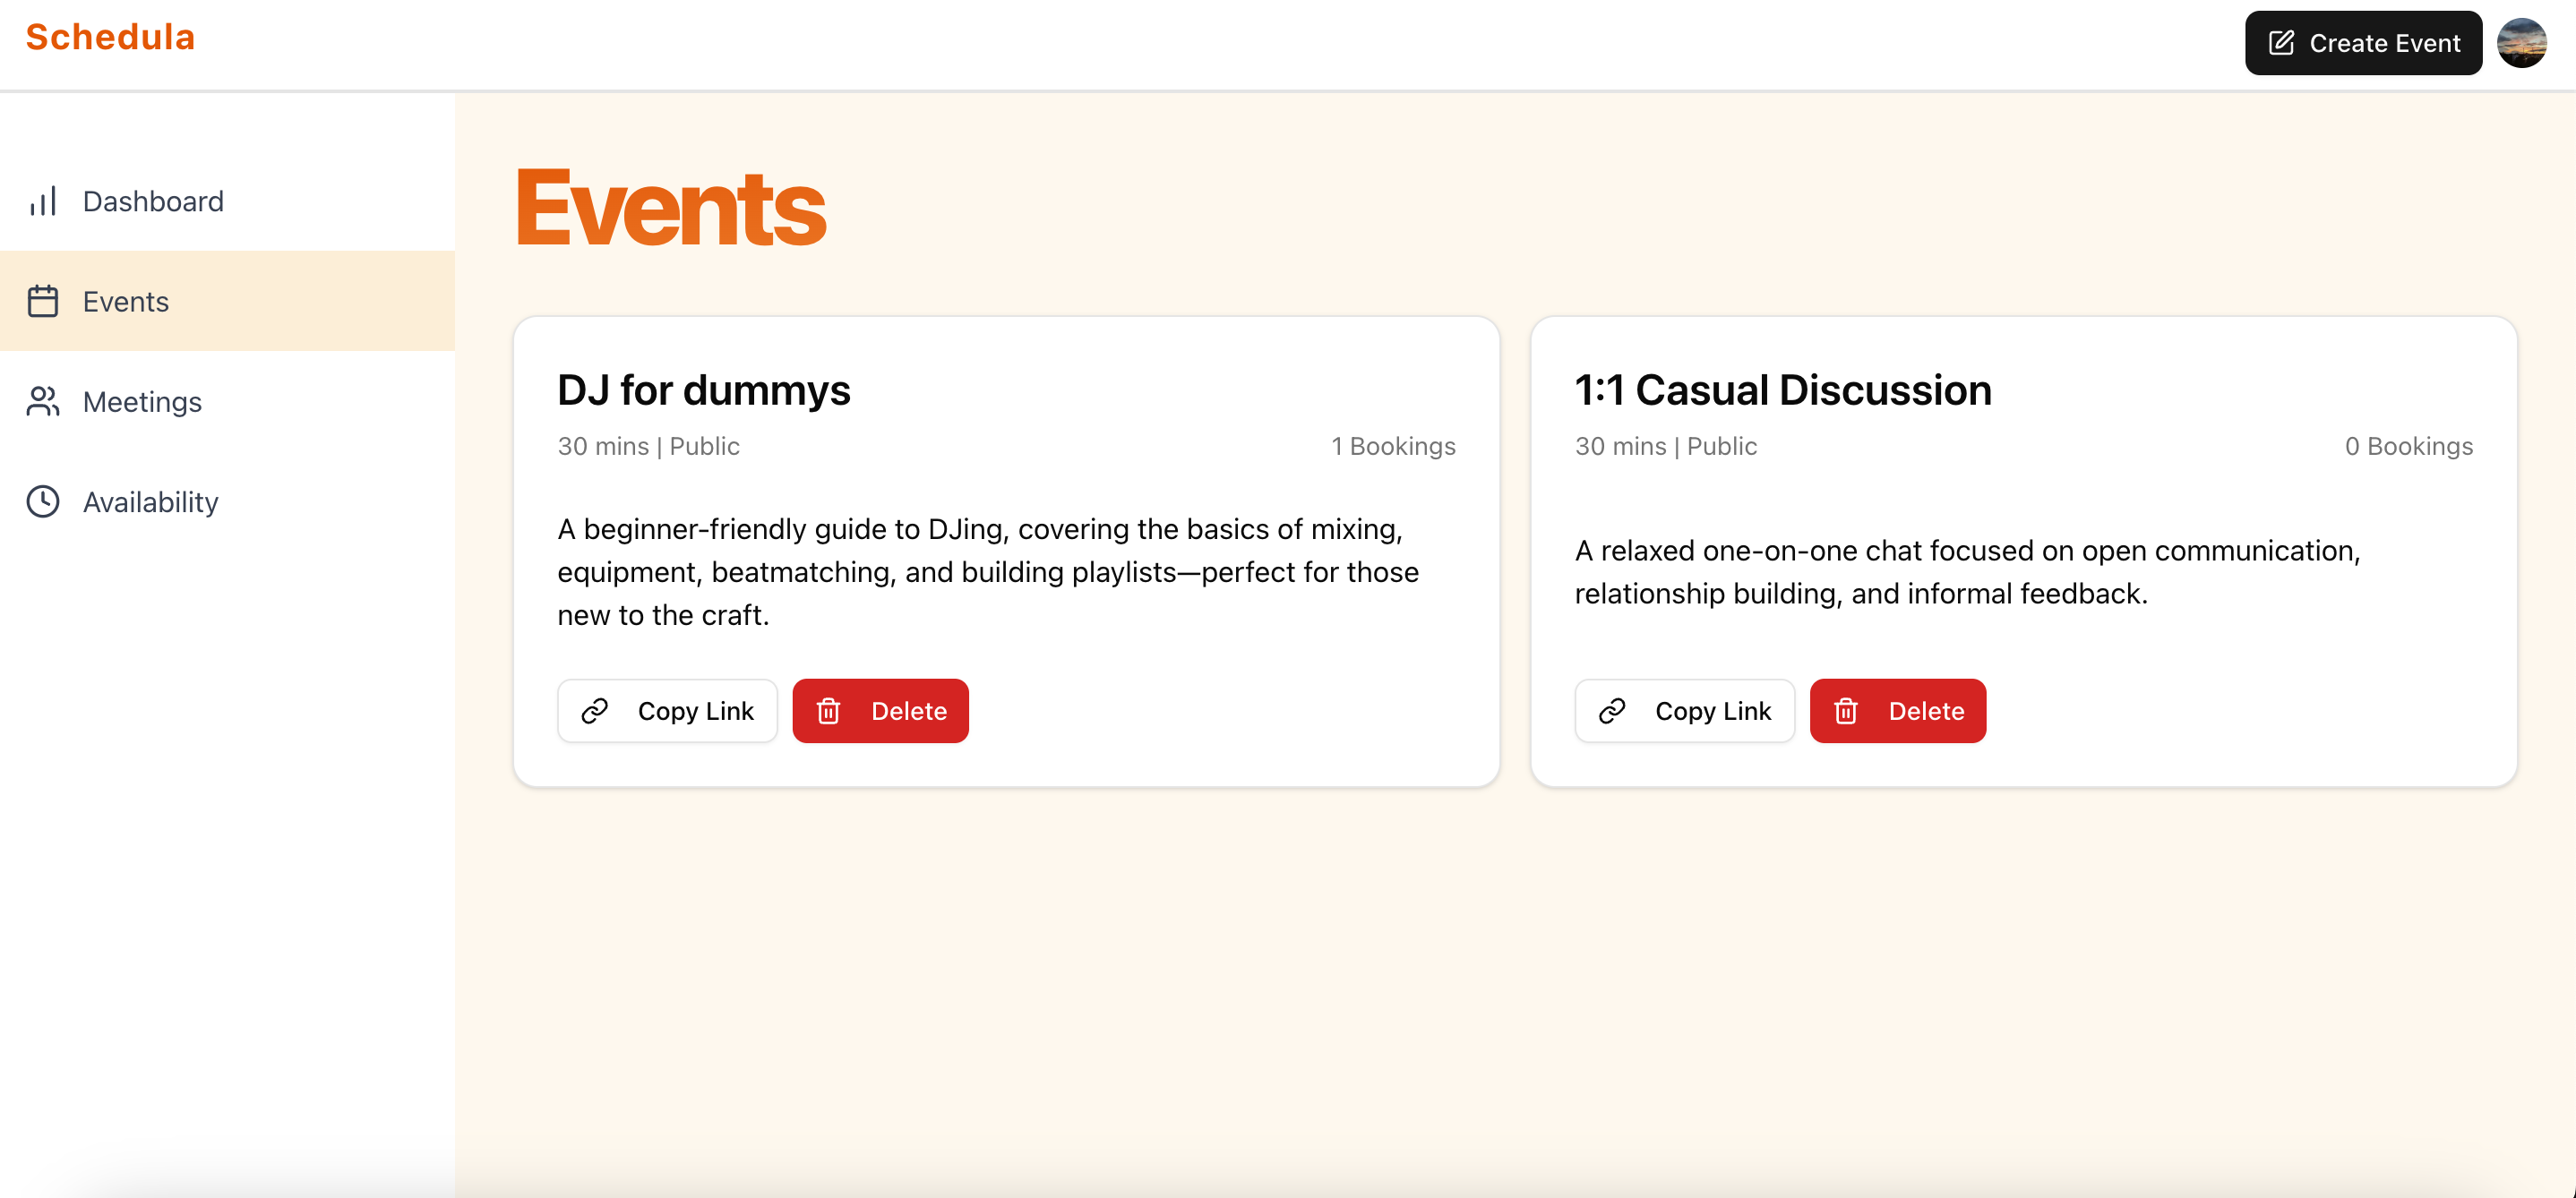 Schedula
Create Event
Dashboard
Events
Meetings
Availability
Events
DJ for dummys
30 mins | Public
1 Bookings
A beginner-friendly guide to DJing, covering the basics of mixing,
equipment, beatmatching, and building playlists—perfect for those
new to the craft.
Copy Link
Delete
1:1 Casual Discussion
30 mins | Public
0 Bookings
A relaxed one-on-one chat focused on open communication,
relationship building, and informal feedback.
Copy Link
Delete